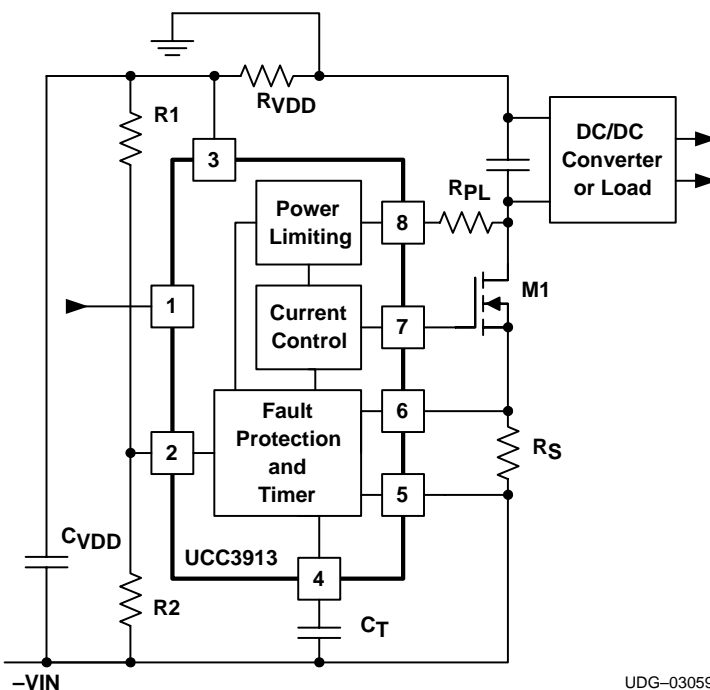 RVDD
R1
3
DC/DC
Converter
or Load
RPL
Power
Limiting
8
1
M1
Current
Control
7
Fault
Protection
and
Timer
6
2
RS
5
CVDD
UCC3913
4
R2
CT
–VIN
UDG–03059